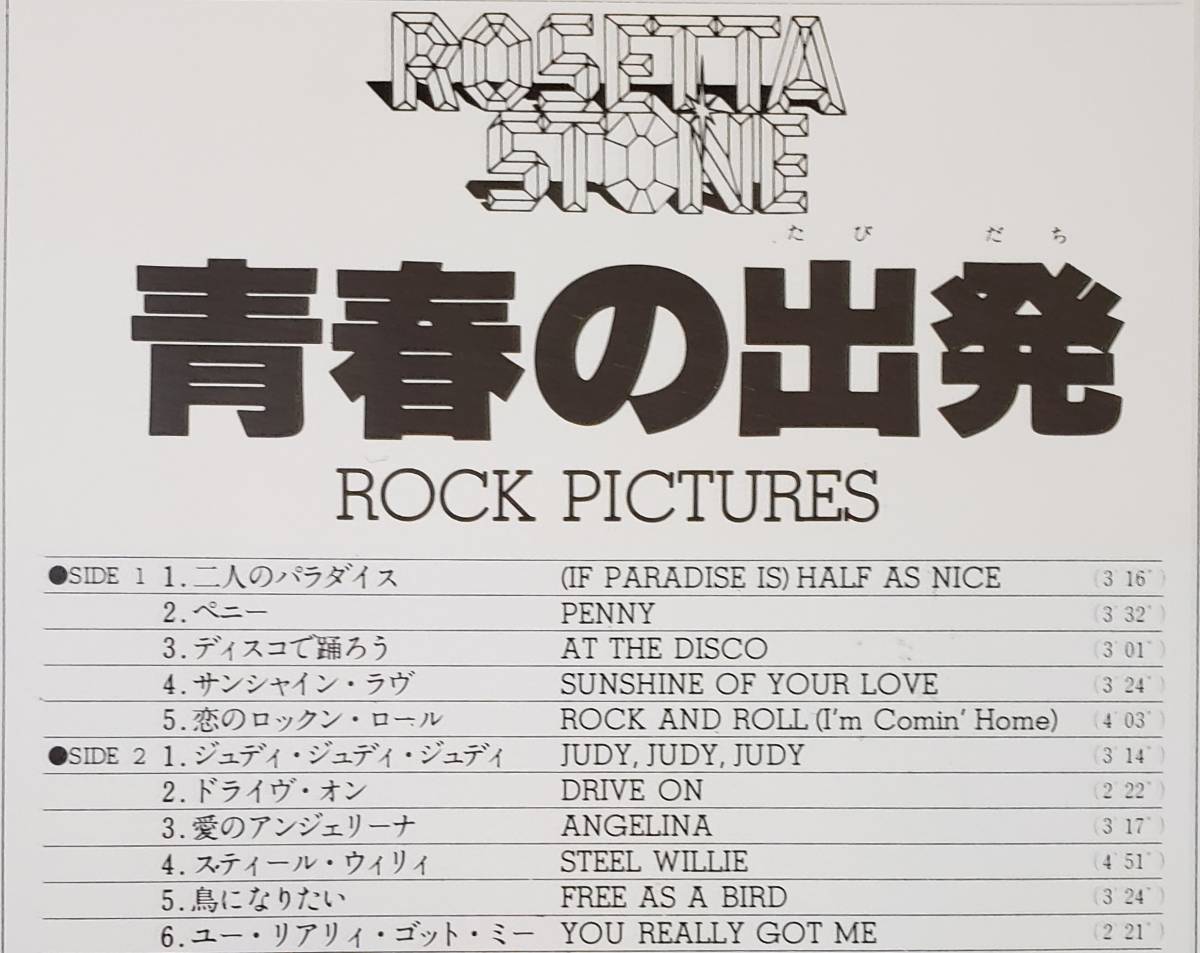 ROSETTA
STONE
たび だち
青春の出発
ROCK PICTURES
●SIDE 1 1.二人のパラダイス (IF PARADISE IS) HALF AS NICE (3'16")
2.ペニー PENNY (3'32")
3.ディスコで踊ろう AT THE DISCO (3'01")
4.サンシャイン・ラヴ SUNSHINE OF YOUR LOVE (3'24")
5.恋のロックン・ロール ROCK AND ROLL (I'm Comin' Home) (4'03")
●SIDE 2 1.ジュディ・ジュディ・ジュディ JUDY, JUDY, JUDY (3'14")
2.ドライヴ・オン DRIVE ON (2'22")
3.愛のアンジェリーナ ANGELINA (3'17")
4.スティール・ウィリィ STEEL WILLIE (4'51")
5.鳥になりたい FREE AS A BIRD (3'24")
6.ユー・リアリィ・ゴット・ミー YOU REALLY GOT ME (2'21")